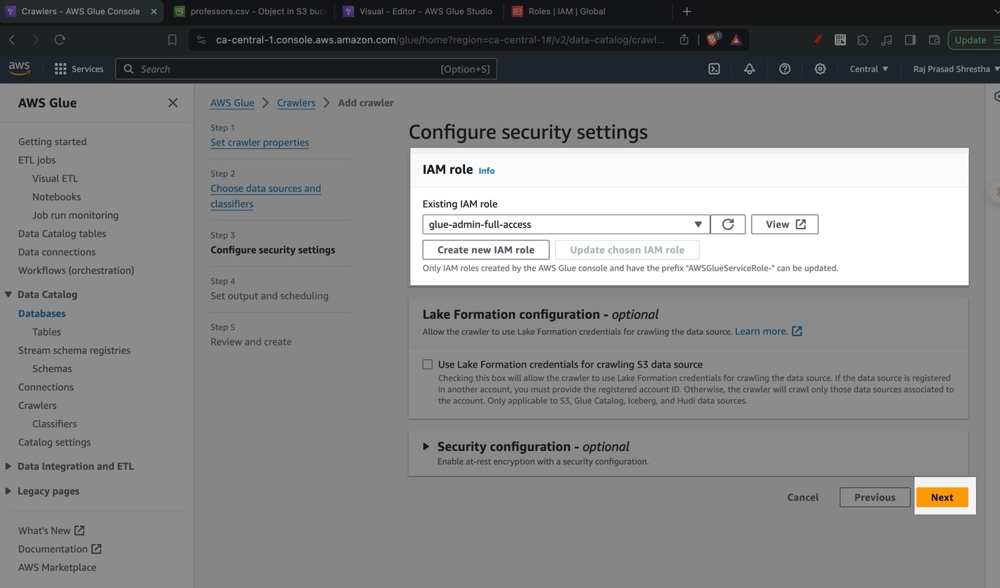 Crawlers - AWS Glue Console
professors.csv - Object in S3 buc
Visual - Editor - AWS Glue Studio
Roles | IAM | Global
ca-central-1.console.aws.amazon.com/glue/home?region=ca-central-1#/v2/data-catalog/crawl...
1
Update
aws
Services
Search
[Option+S]
Central
Raj Prasad Shrestha
AWS Glue
Getting started
ETL jobs
Visual ETL
Notebooks
Job run monitoring
Data Catalog tables
Data connections
Workflows (orchestration)
Data Catalog
Databases
Tables
Stream schema registries
Schemas
Connections
Crawlers
Classifiers
Catalog settings
Data Integration and ETL
Legacy pages
What's New
Documentation
AWS Marketplace
AWS Glue
Crawlers
Add crawler
Step 1
Set crawler properties
Step 2
Choose data sources and
classifiers
Step 3
Configure security settings
Step 4
Set output and scheduling
Step 5
Review and create
Configure security settings
IAM role Info
Existing IAM role
glue-admin-full-access
View
Create new IAM role
Update chosen IAM role
Only IAM roles created by the AWS Glue console and have the prefix "AWSGlueServiceRole-" can be updated.
Lake Formation configuration - optional
Allow the crawler to use Lake Formation credentials for crawling the data source. Learn more.
Use Lake Formation credentials for crawling S3 data source
Checking this box will allow the crawler to use Lake Formation credentials for crawling the data source. If the data source is registered
in another account, you must provide the registered account ID. Otherwise, the crawler will crawl only those data sources associated to
the account. Only applicable to S3, Glue Catalog, Iceberg, and Hudi data sources.
Security configuration - optional
Enable at-rest encryption with a security configuration.
Cancel
Previous
Next